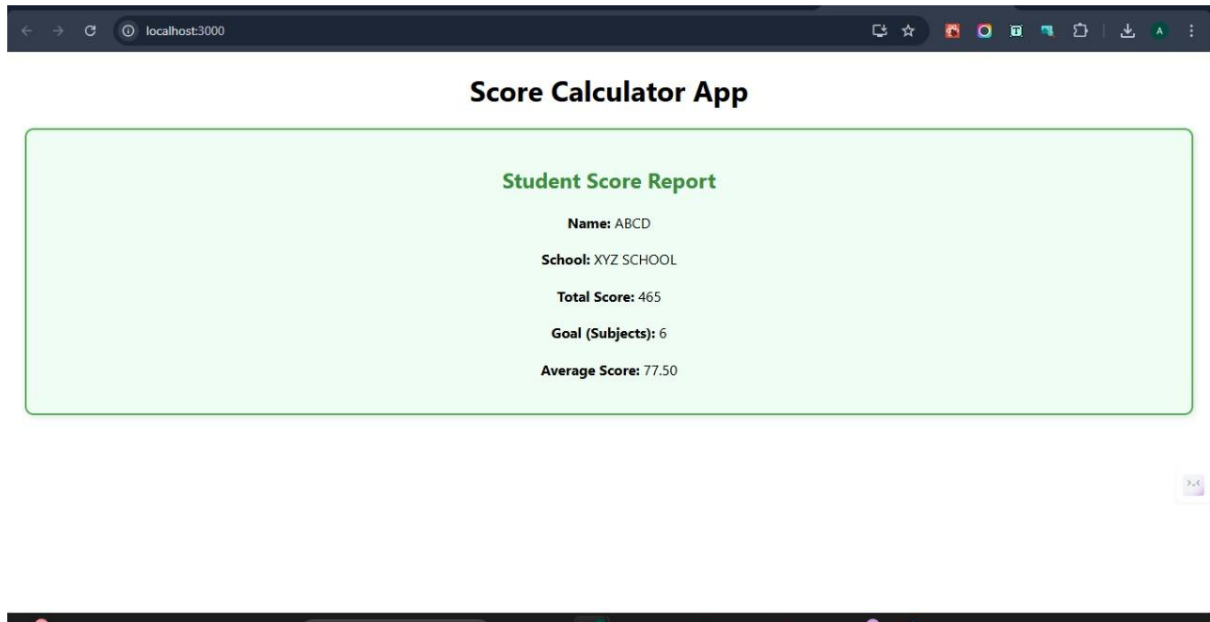 localhost:3000
A
Score Calculator App
Student Score Report
Name: ABCD
School: XYZ SCHOOL
Total Score: 465
Goal (Subjects): 6
Average Score: 77.50